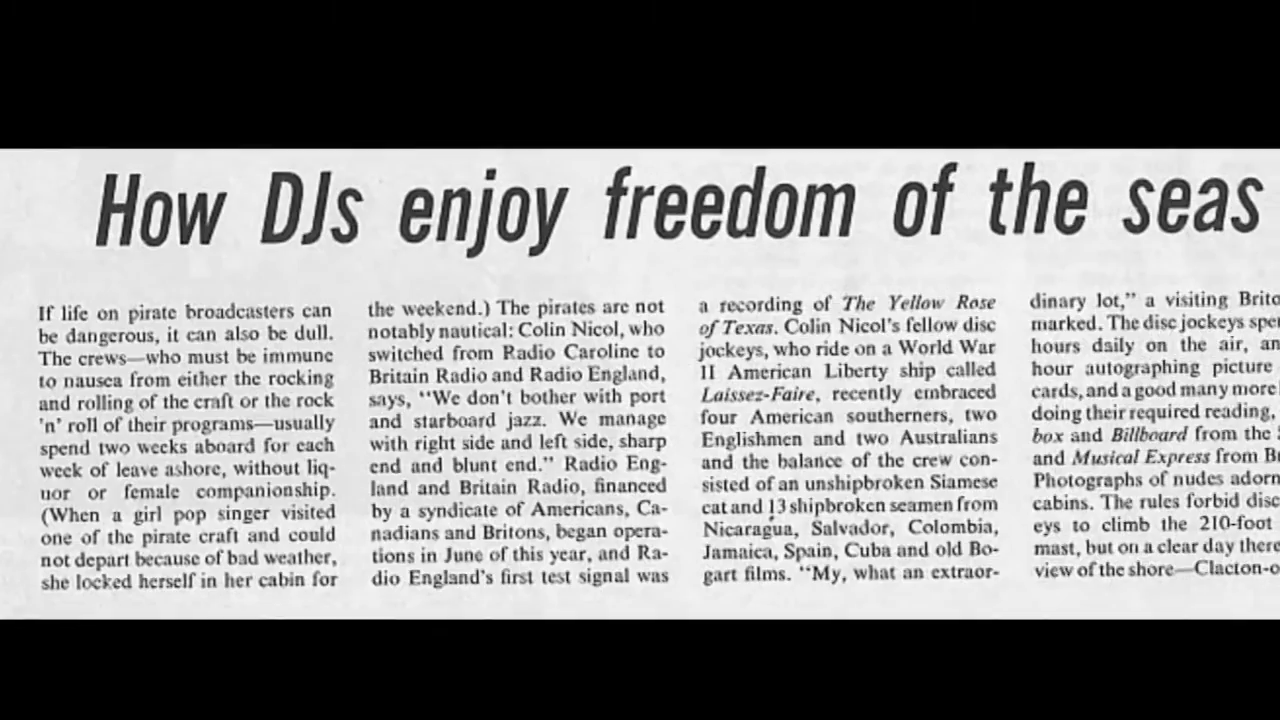 How DJs enjoy freedom of the seas
If life on pirate broadcasters can
be dangerous, it can also be dull.
The crews—who must be immune
to nausea from either the rocking
and rolling of the craft or the rock
'n' roll of their programs—usually
spend two weeks aboard for each
week of leave ashore, without liq-
uor or female companionship.
(When a girl pop singer visited
one of the pirate craft and could
not depart because of bad weather,
she locked herself in her cabin for
the weekend.) The pirates are not
notably nautical: Colin Nicol, who
switched from Radio Caroline to
Britain Radio and Radio England,
says, "We don't bother with port
and starboard jazz. We manage
with right side and left side, sharp
end and blunt end." Radio Eng-
land and Britain Radio, financed
by a syndicate of Americans, Ca-
nadians and Britons, began opera-
tions in June of this year, and Ra-
dio England's first test signal was
a recording of The Yellow Rose
of Texas. Colin Nicol's fellow disc
jockeys, who ride on a World War
II American Liberty ship called
Laissez-Faire, recently embraced
four American southerners, two
Englishmen and two Australians
and the balance of the crew con-
sisted of an unshipbroken Siamese
cat and 13 shipbroken seamen from
Nicaragua, Salvador, Colombia,
Jamaica, Spain, Cuba and old Bo-
gart films. "My, what an extraor-
dinary lot," a visiting Brito
marked. The disc jockeys spe
hours daily on the air, an
hour autographing picture
cards, and a good many more
doing their required reading,
box and Billboard from the
and Musical Express from B
Photographs of nudes adorn
cabins. The rules forbid disc
eys to climb the 210-foot
mast, but on a clear day there
view of the shore—Clacton-o